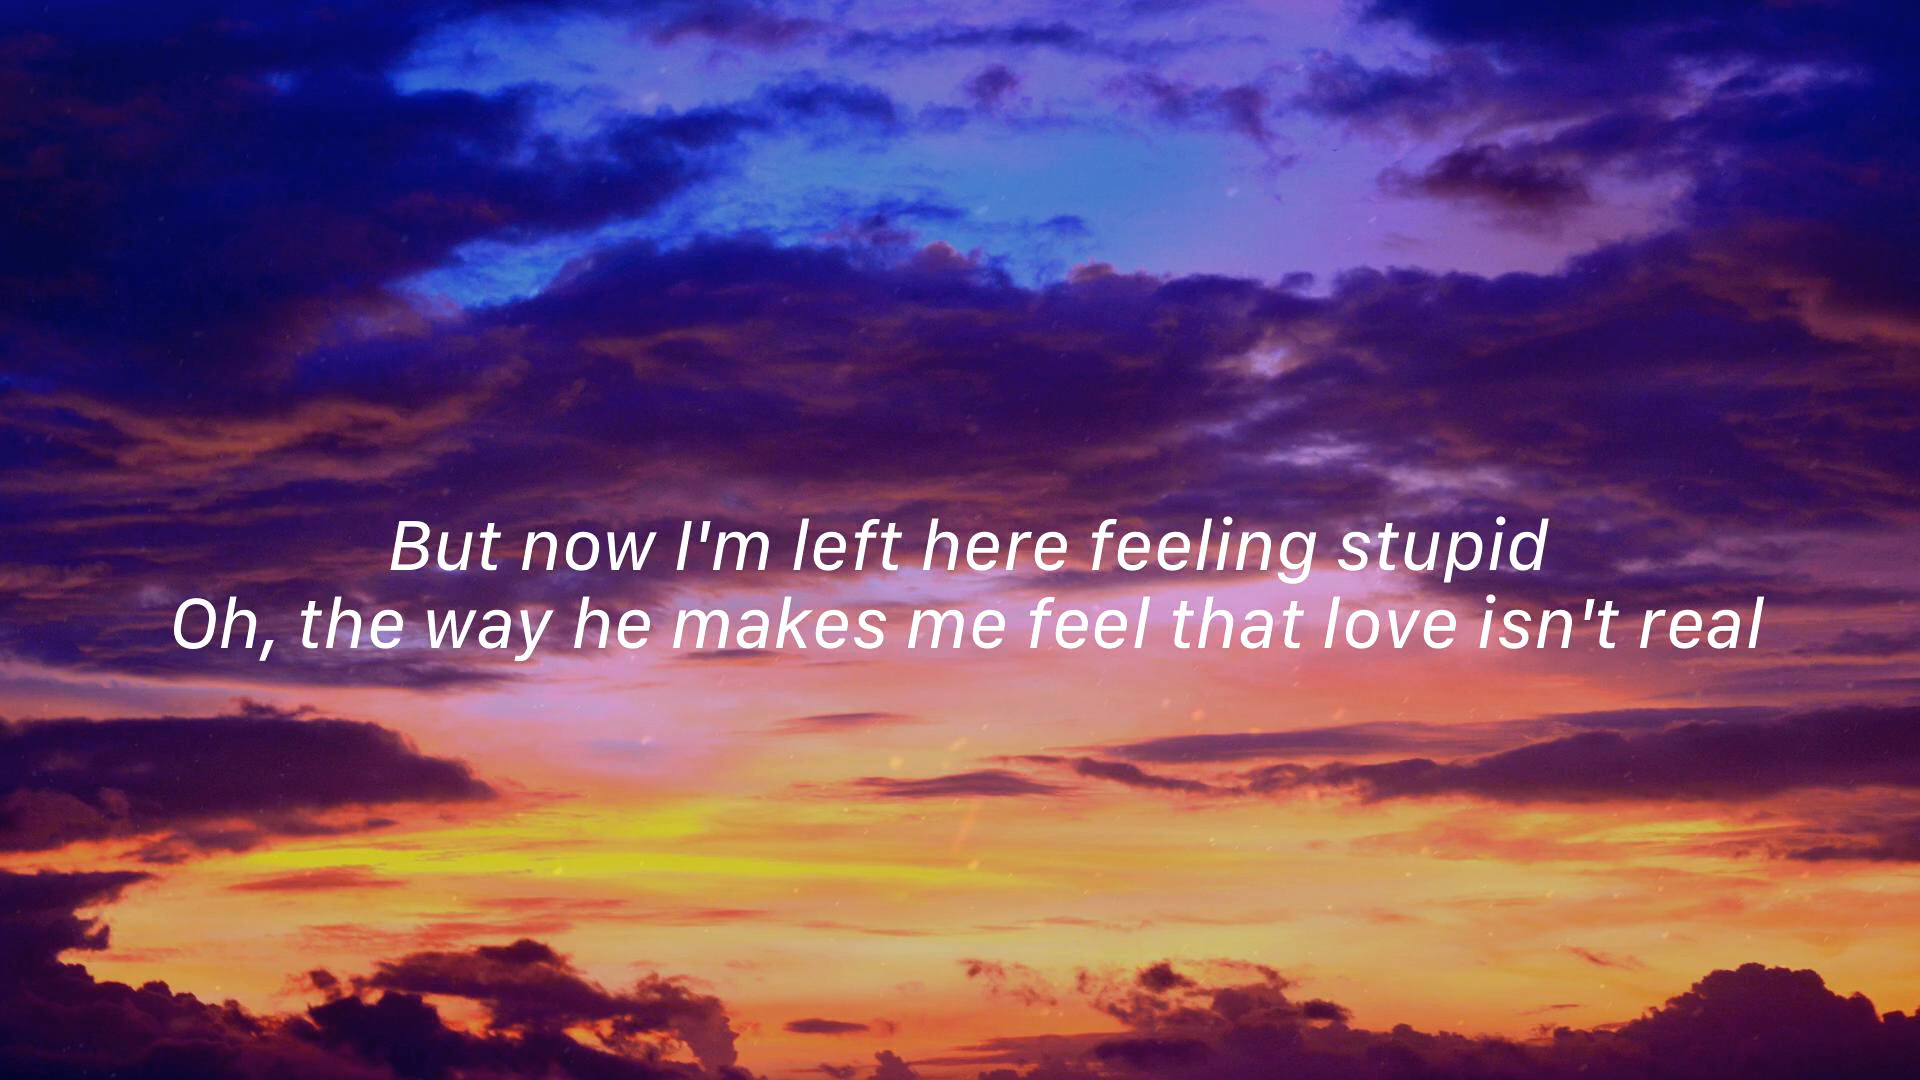 But now I'm left here feeling stupid
Oh, the way he makes me feel that love isn't real